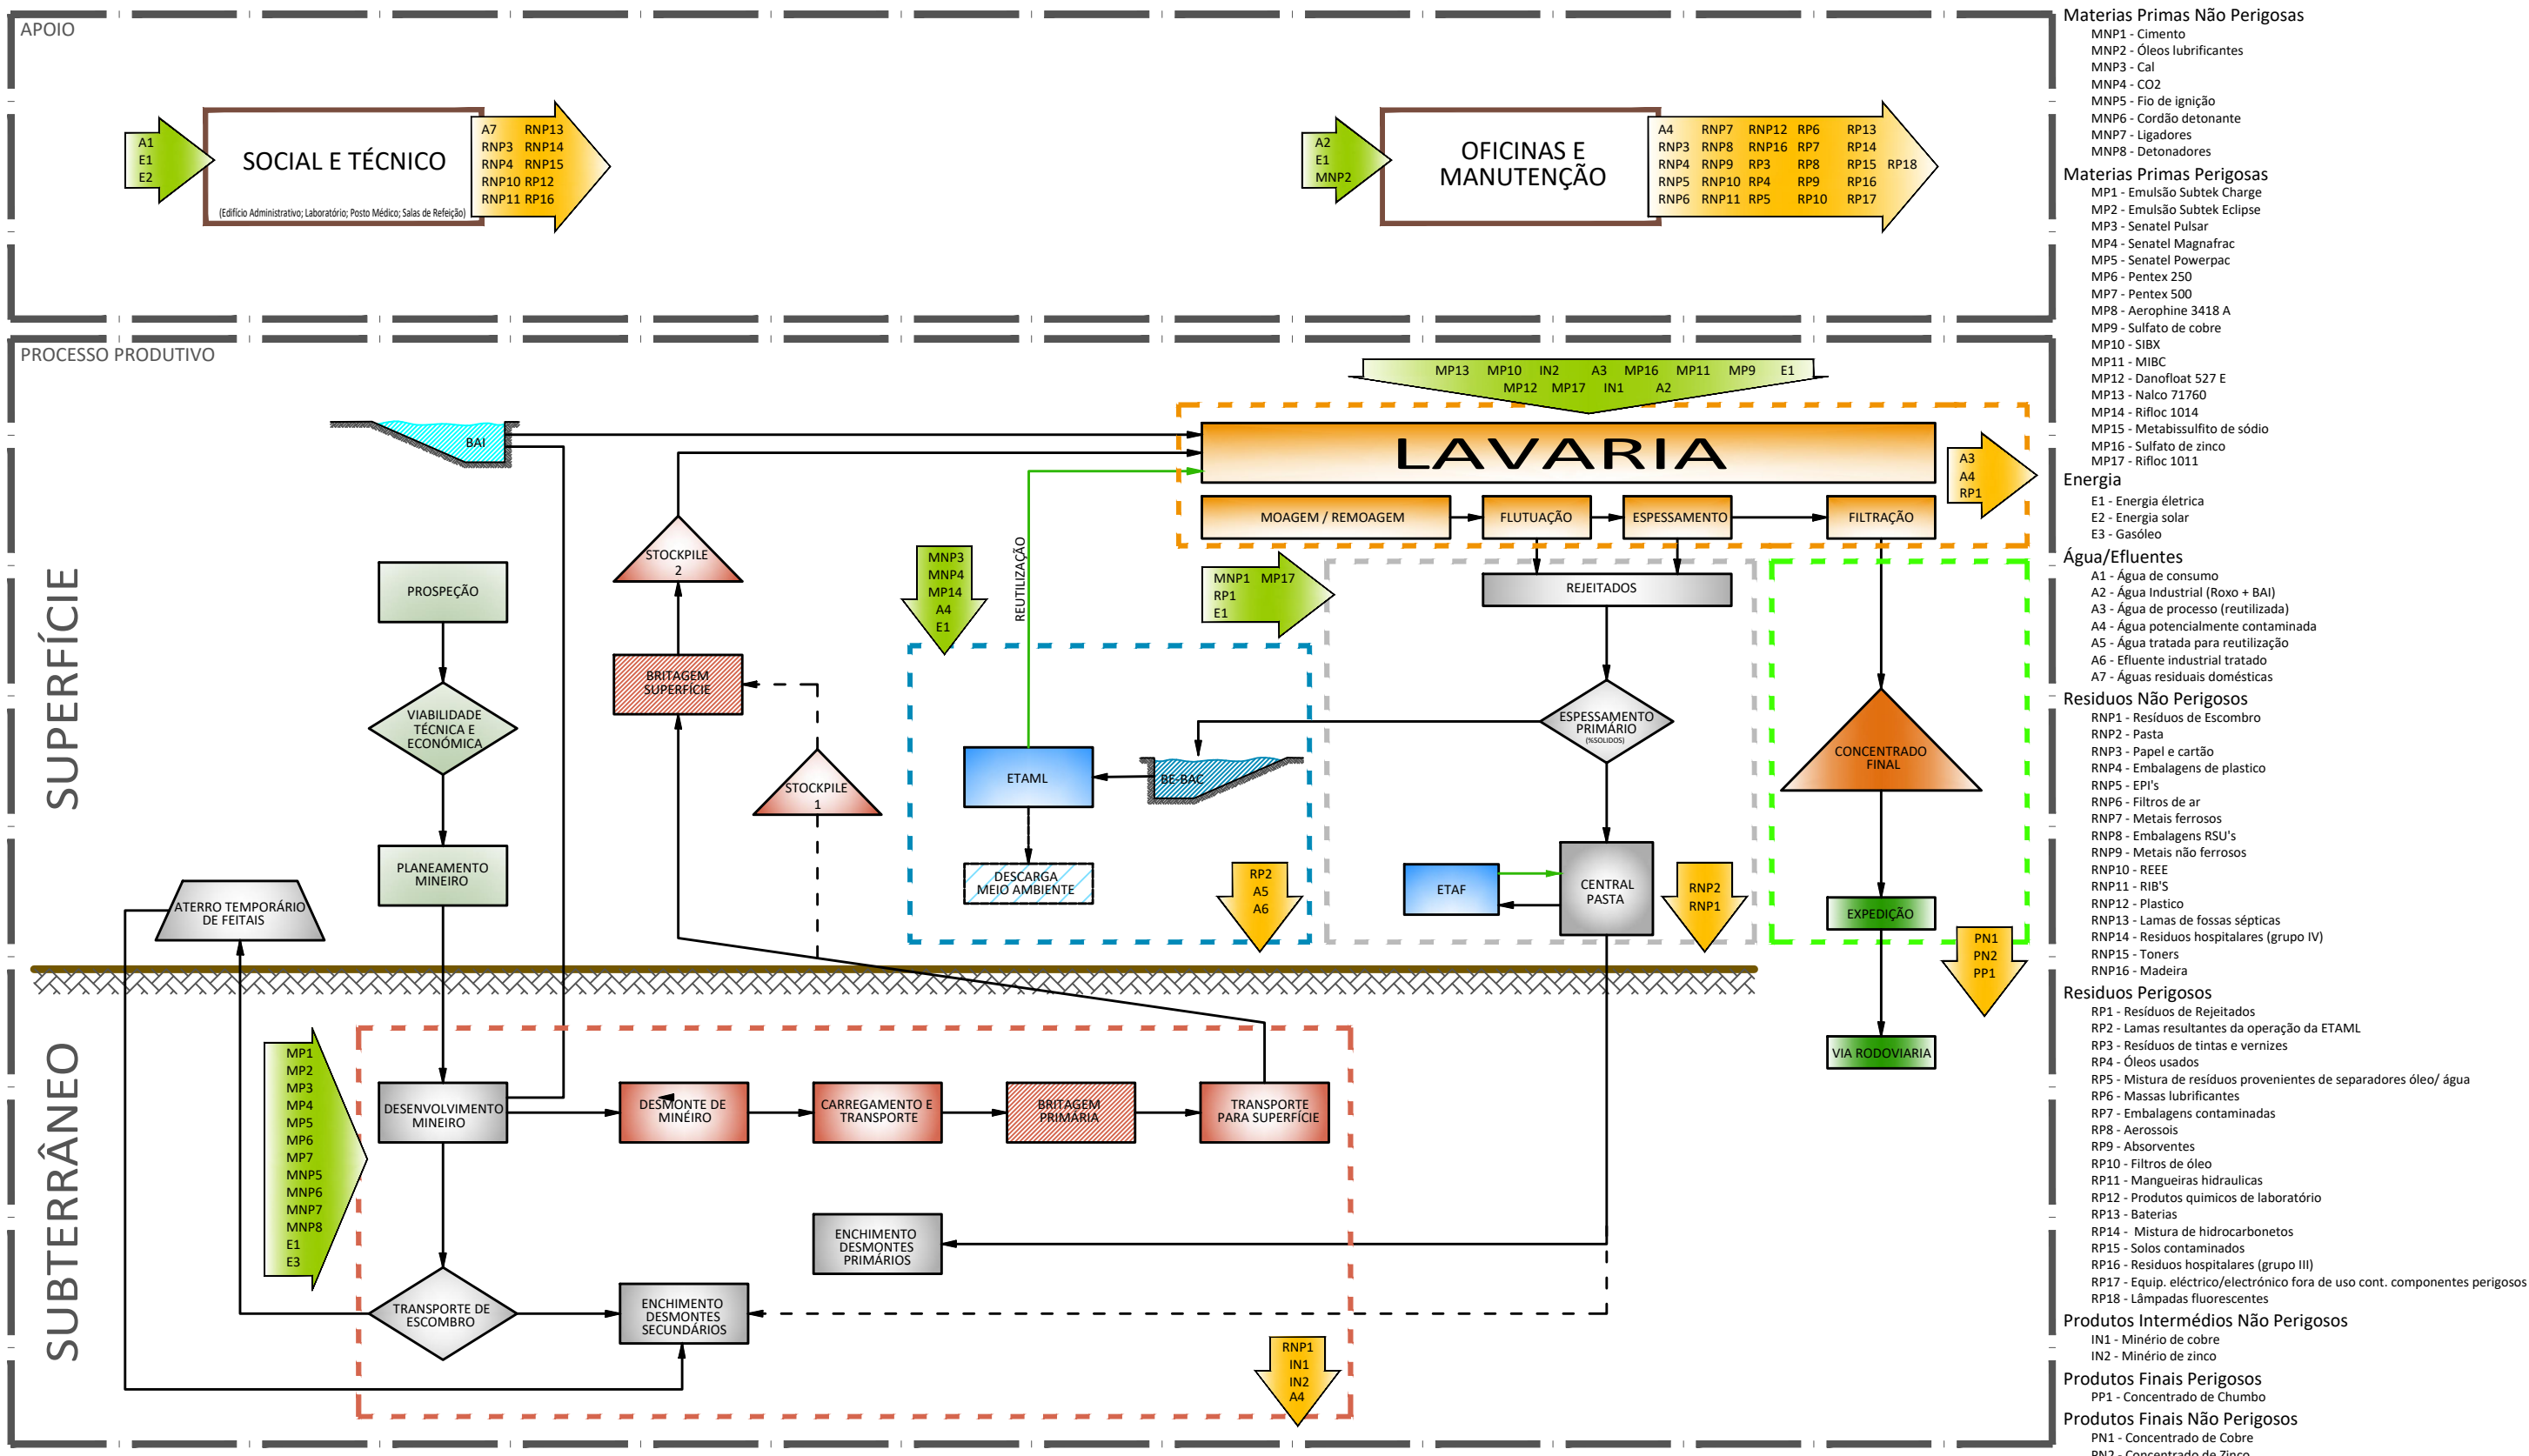 APOIO
A1
E1
E2
SOCIAL E TÉCNICO
(Edifício Administrativo; Laboratório; Posto Médico; Salas de Refeição)
A7 RNP13
RNP3 RNP14
RNP4 RNP15
RNP10 RP12
RNP11 RP16
A2
E1
MNP2
OFICINAS E
MANUTENÇÃO
A4 RNP7 RNP12 RP6 RP13
RNP3 RNP8 RNP16 RP7 RP14
RNP4 RNP9 RP3 RP8 RP15 RP18
RNP5 RNP10 RP4 RP9 RP16
RNP6 RNP11 RP5 RP10 RP17
PROCESSO PRODUTIVO
SUPERFÍCIE
SUBTERRÂNEO
MP13 MP10 IN2 A3 MP16 MP11 MP9 E1
MP12 MP17 IN1 A2
BAI
LAVARIA
A3
A4
RP1
MOAGEM / REMOAGEM
FLUTUAÇÃO
ESPESSAMENTO
FILTRAÇÃO
STOCKPILE
2
REUTILIZAÇÃO
MNP3
MNP4
MP14
A4
E1
MNP1 MP17
RP1
E1
REJEITADOS
PROSPEÇÃO
BRITAGEM
SUPERFÍCIE
VIABILIDADE
TÉCNICA E
ECONÓMICA
ESPESSAMENTO
PRIMÁRIO
(%SOLIDOS)
CONCENTRADO
FINAL
STOCKPILE
1
ETAML
BE-BAC
PLANEAMENTO
MINEIRO
DESCARGA
MEIO AMBIENTE
RP2
A5
A6
ETAF
CENTRAL
PASTA
RNP2
RNP1
EXPEDIÇÃO
ATERRO TEMPORÁRIO
DE FEITAIS
PN1
PN2
PP1
VIA RODOVIARIA
MP1
MP2
MP3
MP4
MP5
MP6
MP7
MNP5
MNP6
MNP7
MNP8
E1
E3
DESENVOLVIMENTO
MINEIRO
DESMONTE DE
MINÉIRO
CARREGAMENTO E
TRANSPORTE
BRITAGEM
PRIMÁRIA
TRANSPORTE
PARA SUPERFÍCIE
ENCHIMENTO
DESMONTES
PRIMÁRIOS
TRANSPORTE DE
ESCOMBRO
ENCHIMENTO
DESMONTES
SECUNDÁRIOS
RNP1
IN1
IN2
A4
Materias Primas Não Perigosas
MNP1 - Cimento
MNP2 - Óleos lubrificantes
MNP3 - Cal
MNP4 - CO2
MNP5 - Fio de ignição
MNP6 - Cordão detonante
MNP7 - Ligadores
MNP8 - Detonadores
Materias Primas Perigosas
MP1 - Emulsão Subtek Charge
MP2 - Emulsão Subtek Eclipse
MP3 - Senatel Pulsar
MP4 - Senatel Magnafrac
MP5 - Senatel Powerpac
MP6 - Pentex 250
MP7 - Pentex 500
MP8 - Aerophine 3418 A
MP9 - Sulfato de cobre
MP10 - SIBX
MP11 - MIBC
MP12 - Danofloat 527 E
MP13 - Nalco 71760
MP14 - Rifloc 1014
MP15 - Metabissulfito de sódio
MP16 - Sulfato de zinco
MP17 - Rifloc 1011
Energia
E1 - Energia életrica
E2 - Energia solar
E3 - Gasóleo
Água/Efluentes
A1 - Água de consumo
A2 - Água Industrial (Roxo + BAI)
A3 - Água de processo (reutilizada)
A4 - Água potencialmente contaminada
A5 - Água tratada para reutilização
A6 - Efluente industrial tratado
A7 - Águas residuais domésticas
Residuos Não Perigosos
RNP1 - Resíduos de Escombro
RNP2 - Pasta
RNP3 - Papel e cartão
RNP4 - Embalagens de plastico
RNP5 - EPI's
RNP6 - Filtros de ar
RNP7 - Metais ferrosos
RNP8 - Embalagens RSU's
RNP9 - Metais não ferrosos
RNP10 - REEE
RNP11 - RIB'S
RNP12 - Plastico
RNP13 - Lamas de fossas sépticas
RNP14 - Residuos hospitalares (grupo IV)
RNP15 - Toners
RNP16 - Madeira
Residuos Perigosos
RP1 - Resíduos de Rejeitados
RP2 - Lamas resultantes da operação da ETAML
RP3 - Resíduos de tintas e vernizes
RP4 - Óleos usados
RP5 - Mistura de resíduos provenientes de separadores óleo/ água
RP6 - Massas lubrificantes
RP7 - Embalagens contaminadas
RP8 - Aerossois
RP9 - Absorventes
RP10 - Filtros de óleo
RP11 - Mangueiras hidraulicas
RP12 - Produtos quimicos de laboratório
RP13 - Baterias
RP14 - Mistura de hidrocarbonetos
RP15 - Solos contaminados
RP16 - Residuos hospitalares (grupo III)
RP17 - Equip. eléctrico/electrónico fora de uso cont. componentes perigosos
RP18 - Lâmpadas fluorescentes
Produtos Intermédios Não Perigosos
IN1 - Minério de cobre
IN2 - Minério de zinco
Produtos Finais Perigosos
PP1 - Concentrado de Chumbo
Produtos Finais Não Perigosos
PN1 - Concentrado de Cobre
PN2 - Concentrado de Zinco